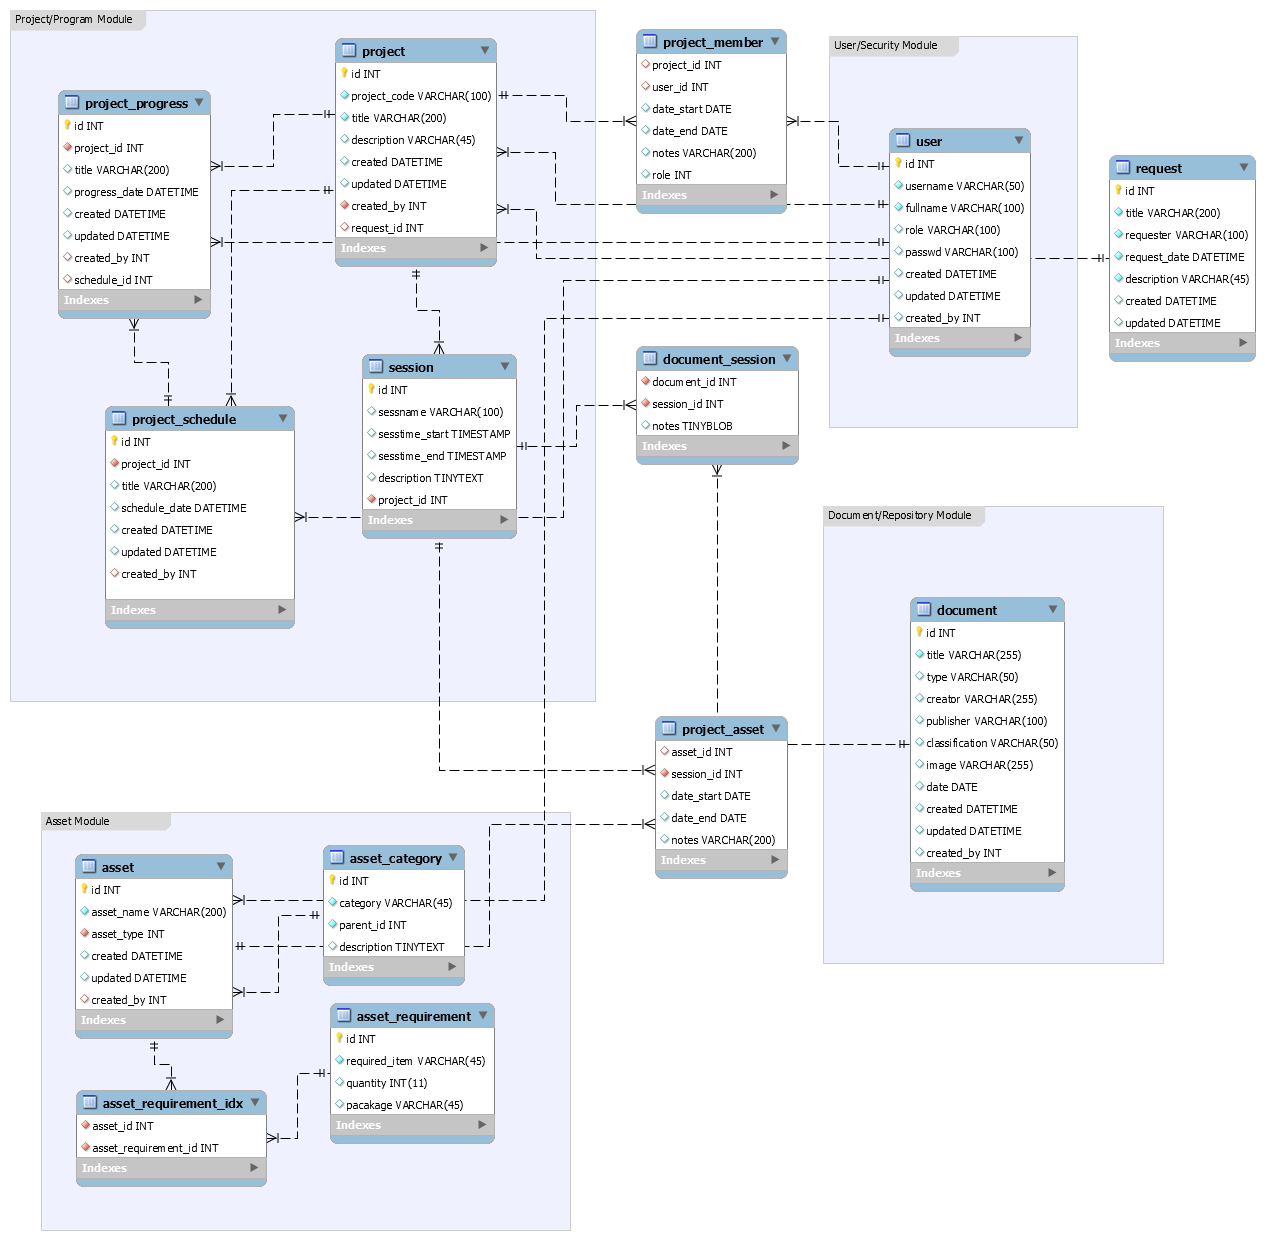 Project/Program Module
project
id INT
project_code VARCHAR(100)
title VARCHAR(200)
description VARCHAR(45)
created DATETIME
updated DATETIME
created_by INT
request_id INT
Indexes
project_progress
id INT
project_id INT
title VARCHAR(200)
progress_date DATETIME
created DATETIME
updated DATETIME
created_by INT
schedule_id INT
Indexes
session
id INT
sessname VARCHAR(100)
sesstime_start TIMESTAMP
sesstime_end TIMESTAMP
description TINYTEXT
project_id INT
Indexes
project_schedule
id INT
project_id INT
title VARCHAR(200)
schedule_date DATETIME
created DATETIME
updated DATETIME
created_by INT
Indexes
project_member
project_id INT
user_id INT
date_start DATE
date_end DATE
notes VARCHAR(200)
role INT
Indexes
User/Security Module
user
id INT
username VARCHAR(50)
fullname VARCHAR(100)
role VARCHAR(100)
passwd VARCHAR(100)
created DATETIME
updated DATETIME
created_by INT
Indexes
request
id INT
title VARCHAR(200)
requester VARCHAR(100)
request_date DATETIME
description VARCHAR(45)
created DATETIME
updated DATETIME
Indexes
document_session
document_id INT
session_id INT
notes TINYBLOB
Indexes
Document/Repository Module
document
id INT
title VARCHAR(255)
type VARCHAR(50)
creator VARCHAR(255)
publisher VARCHAR(100)
classification VARCHAR(50)
image VARCHAR(255)
date DATE
created DATETIME
updated DATETIME
created_by INT
Indexes
project_asset
asset_id INT
session_id INT
date_start DATE
date_end DATE
notes VARCHAR(200)
Indexes
Asset Module
asset
id INT
asset_name VARCHAR(200)
asset_type INT
created DATETIME
updated DATETIME
created_by INT
Indexes
asset_category
id INT
category VARCHAR(45)
parent_id INT
description TINYTEXT
Indexes
asset_requirement
id INT
required_item VARCHAR(45)
quantity INT(11)
pacakage VARCHAR(45)
Indexes
asset_requirement_idx
asset_id INT
asset_requirement_id INT
Indexes